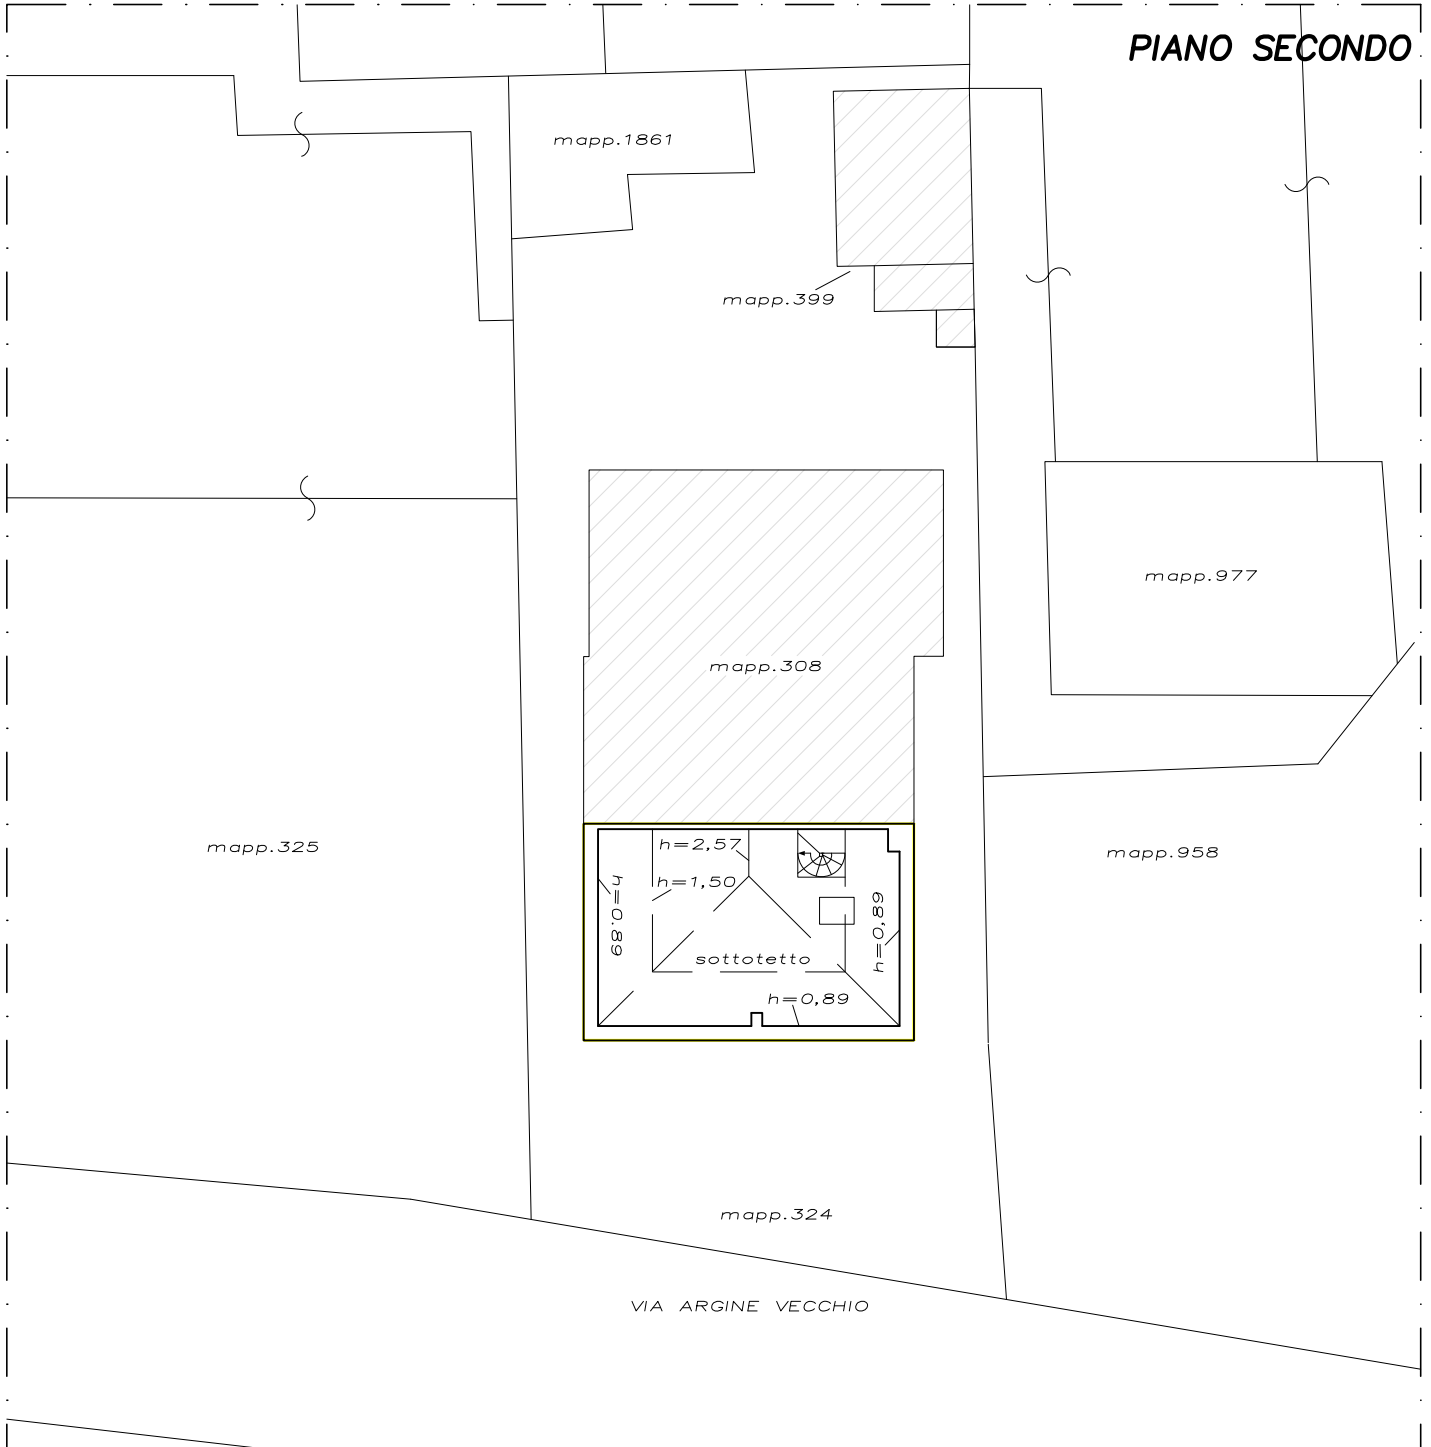 PIANO SECONDO
mapp.1861
mapp.399
mapp.977
mapp.308
h=2,57
mapp.325
mapp.958
h=1,50
h=0.89
h=0,89
sottotetto
h=0,89
mapp.324
VIA ARGINE VECCHIO